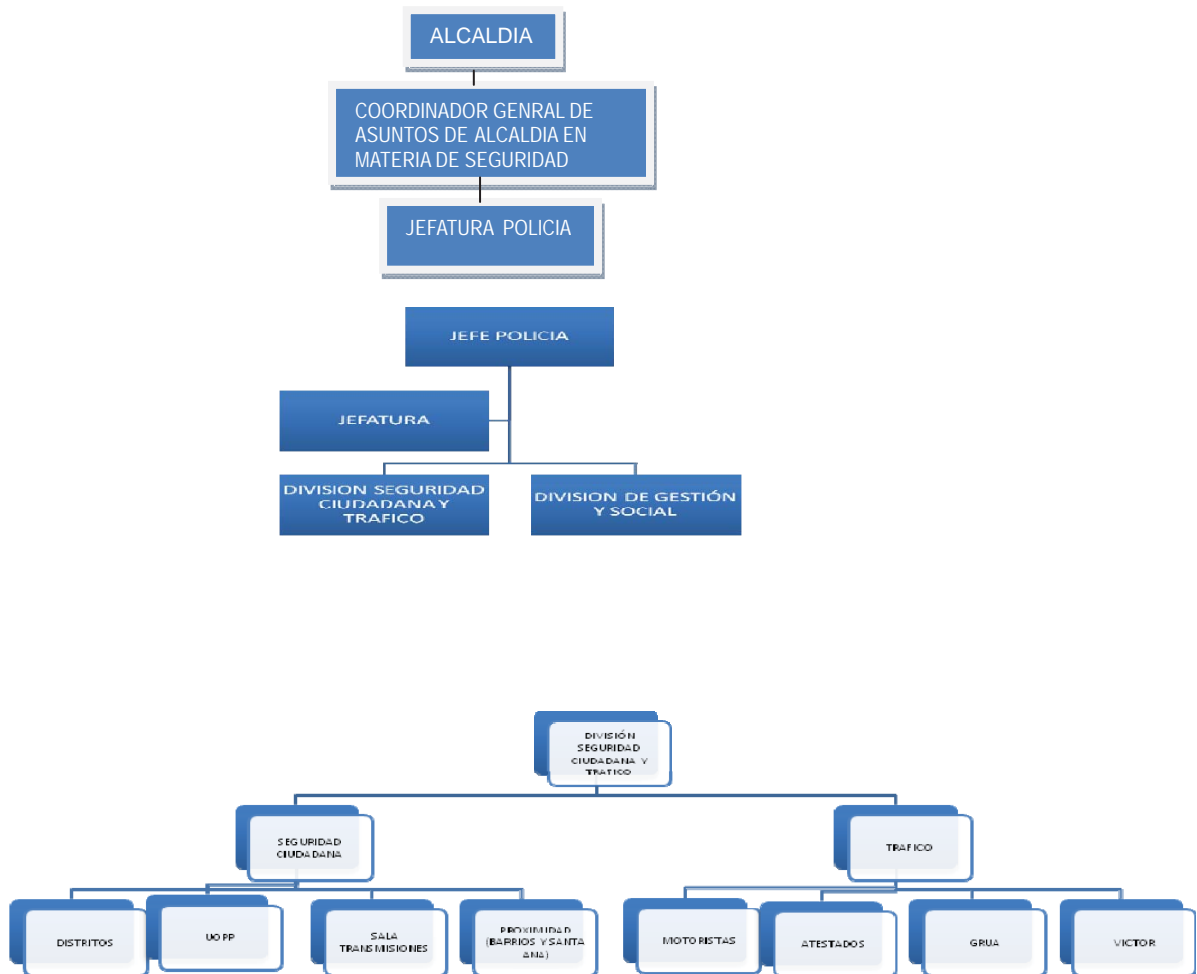 ALCALDIA
COORDINADOR GENRAL DE
ASUNTOS DE ALCALDIA EN
MATERIA DE SEGURIDAD
JEFATURA POLICIA
JEFE POLICIA
JEFATURA
DIVISION SEGURIDAD
CIUDADANA Y
TRAFICO
DIVISION DE GESTIÓN
Y SOCIAL
DIVISIÓN
SEGURIDAD
CIUDADANA Y
TRATICO
SEGURIDAD
CIUDADANA
TRAFICO
DISTRITOS
UOPP
SALA
TRANSMISIONES
PROXIMIDAD
(BARRIOS Y SANTA
ANA)
MOTORISTAS
ATESTADOS
GRUA
VICTOR